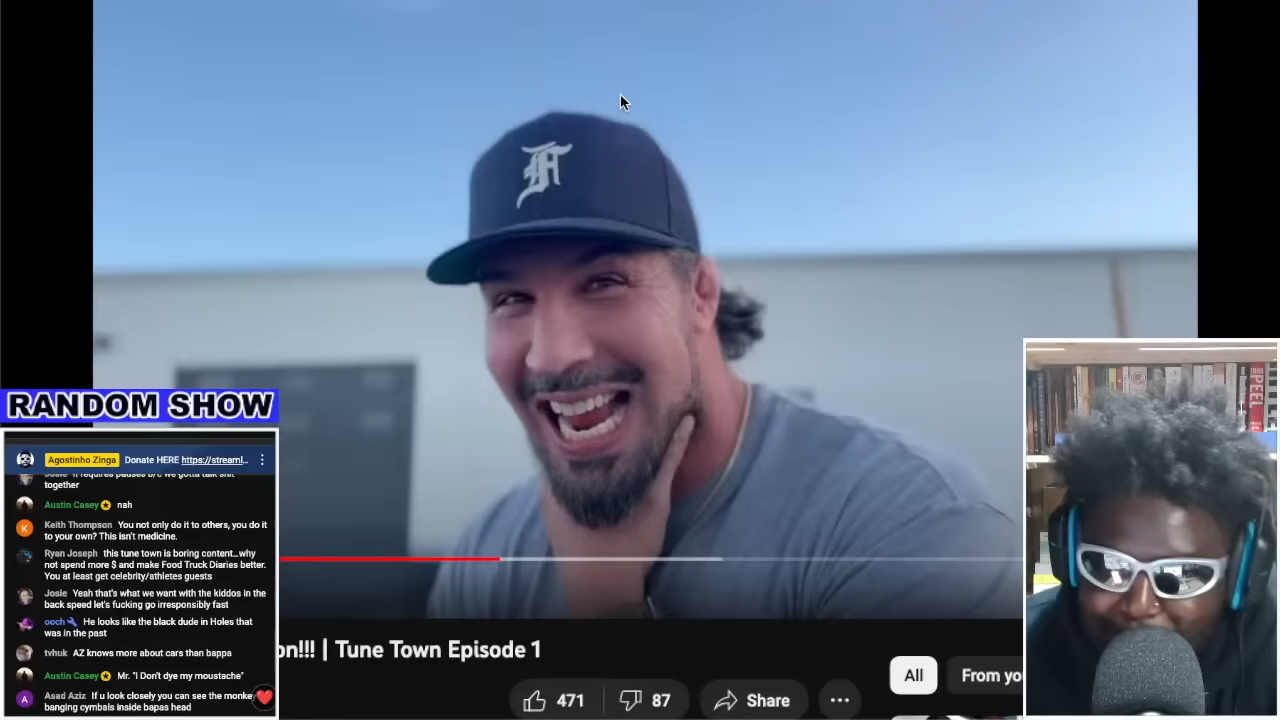 RANDOM SHOW
Agostinho Zinga Donate HERE https://streaml...
together
Austin Casey nah
Keith Thompson You not only do it to others, you do it
to your own? This isn't medicine.
Ryan Joseph this tune town is boring content...why
not spend more $ and make Food Truck Diaries better.
You at least get celebrity/athletes guests
Josie Yeah that's what we want with the kiddos in the
back speed let's fucking go irresponsibly fast
ooch He looks like the black dude in Holes that
was in the past
tvhuk AZ knows more about cars than bappa
Austin Casey Mr. "I Don't dye my moustache"
Asad Aziz If u look closely you can see the monke
banging cymbals inside bapas head
on!!! | Tune Town Episode 1
471
87
Share
All
From yo
PEEL